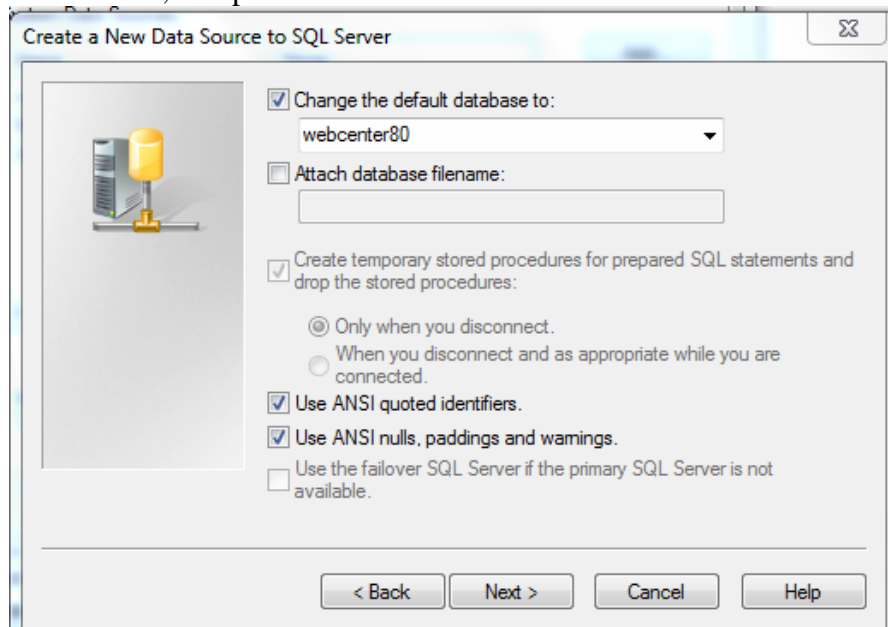 Create a New Data Source to SQL Server
Change the default database to:
webcenter80
Attach database filename:
Create temporary stored procedures for prepared SQL statements and
drop the stored procedures:
Only when you disconnect.
When you disconnect and as appropriate while you are
connected.
Use ANSI quoted identifiers.
Use ANSI nulls, paddings and warnings.
Use the failover SQL Server if the primary SQL Server is not
available.
< Back Next > Cancel Help